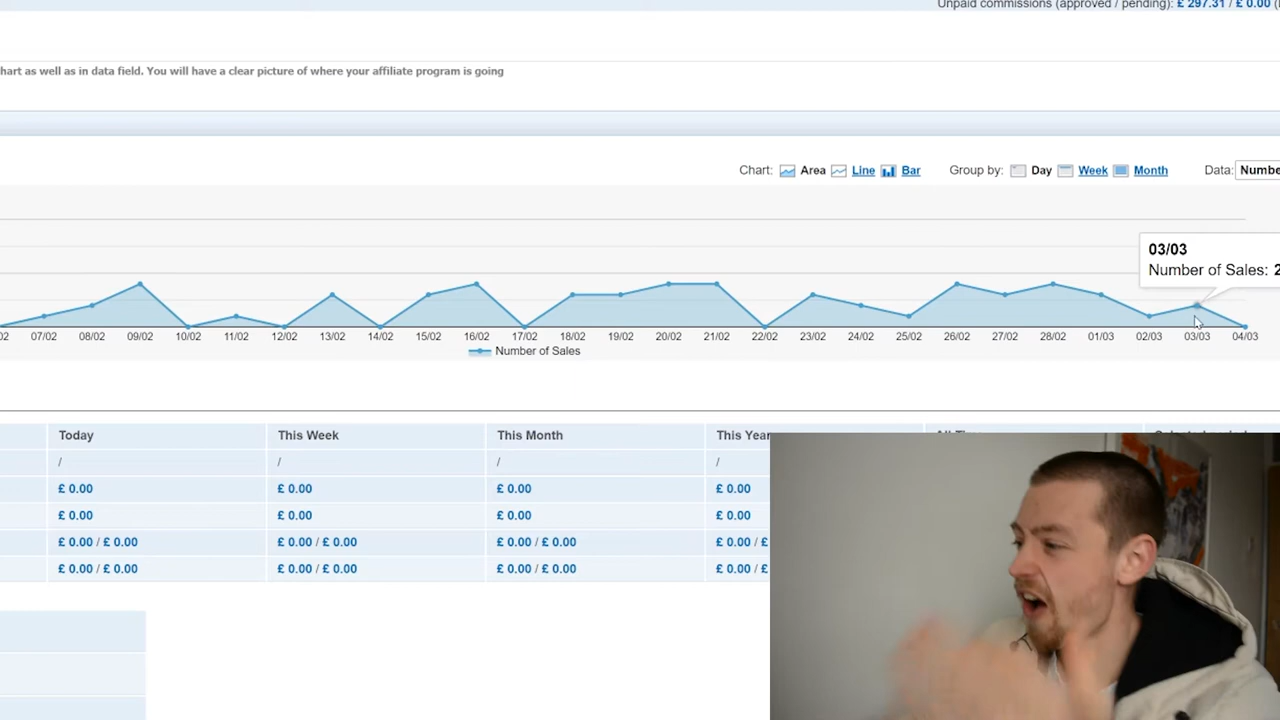 Unpaid commissions (approved / pending): £ 297.31 / £ 0.00
hart as well as in data field. You will have a clear picture of where your affiliate program is going
Chart: Area Line Bar Group by: Day Week Month Data: Numbe
03/03
Number of Sales: 2
02 07/02 08/02 09/02 10/02 11/02 12/02 13/02 14/02 15/02 16/02 17/02 18/02 19/02 20/02 21/02 22/02 23/02 24/02 25/02 26/02 27/02 28/02 01/03 02/03 03/03 04/03
Number of Sales
Today This Week This Month This Year
/ / / /
£ 0.00 £ 0.00 £ 0.00 £ 0.00
£ 0.00 £ 0.00 £ 0.00 £ 0.00
£ 0.00 / £ 0.00 £ 0.00 / £ 0.00 £ 0.00 / £ 0.00 £ 0.00 / £
£ 0.00 / £ 0.00 £ 0.00 / £ 0.00 £ 0.00 / £ 0.00 £ 0.00 / £